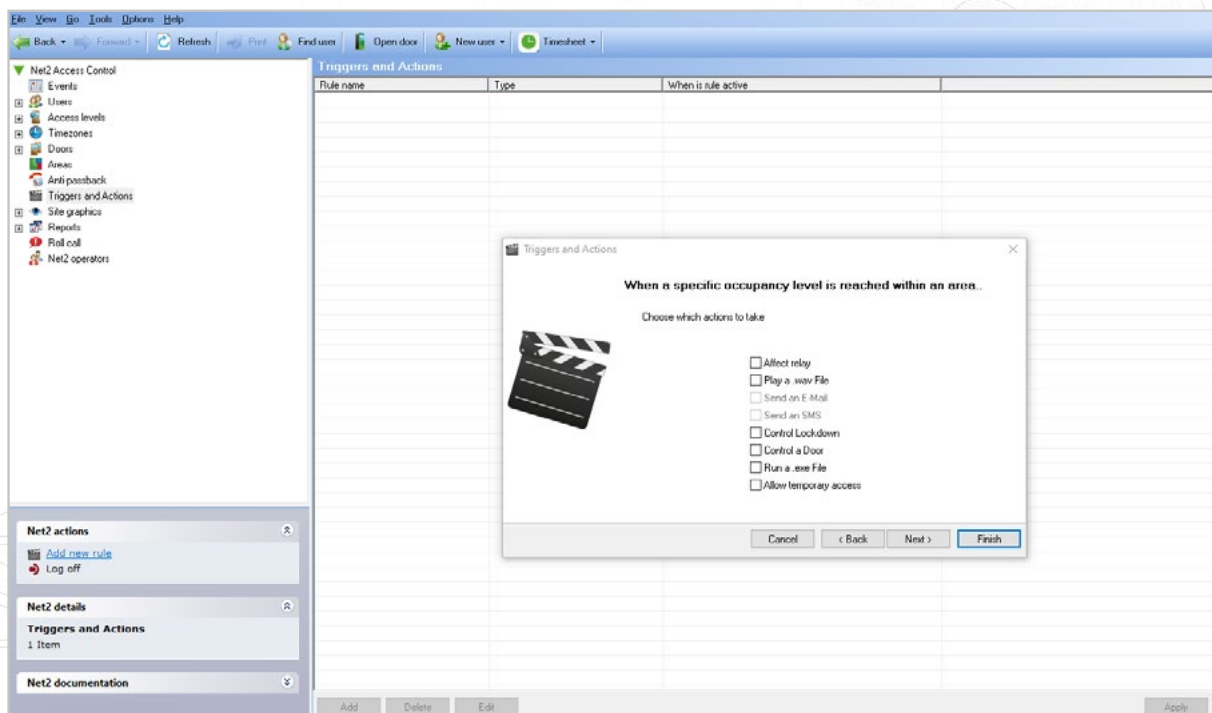 File View Go Tools Options Help
Back Forward Refresh Print Find user Open door New user Timesheet
Net2 Access Control
Events
Users
Access levels
Timezones
Doors
Areas
Anti-passback
Triggers and Actions
Site graphics
Reports
Roll call
Net2 operators
Net2 actions
Add new rule
Log off
Net2 details
Triggers and Actions
1 Item
Net2 documentation
Triggers and Actions
Rule name Type When is rule active
Triggers and Actions
When a specific occupancy level is reached within an area..
Choose which actions to take
Affect relay
Play a .wav File
Send an E-Mail
Send an SMS
Control Lockdown
Control a Door
Run a .exe File
Allow temporary access
Cancel < Back Next > Finish
Add Delete Edit Apply